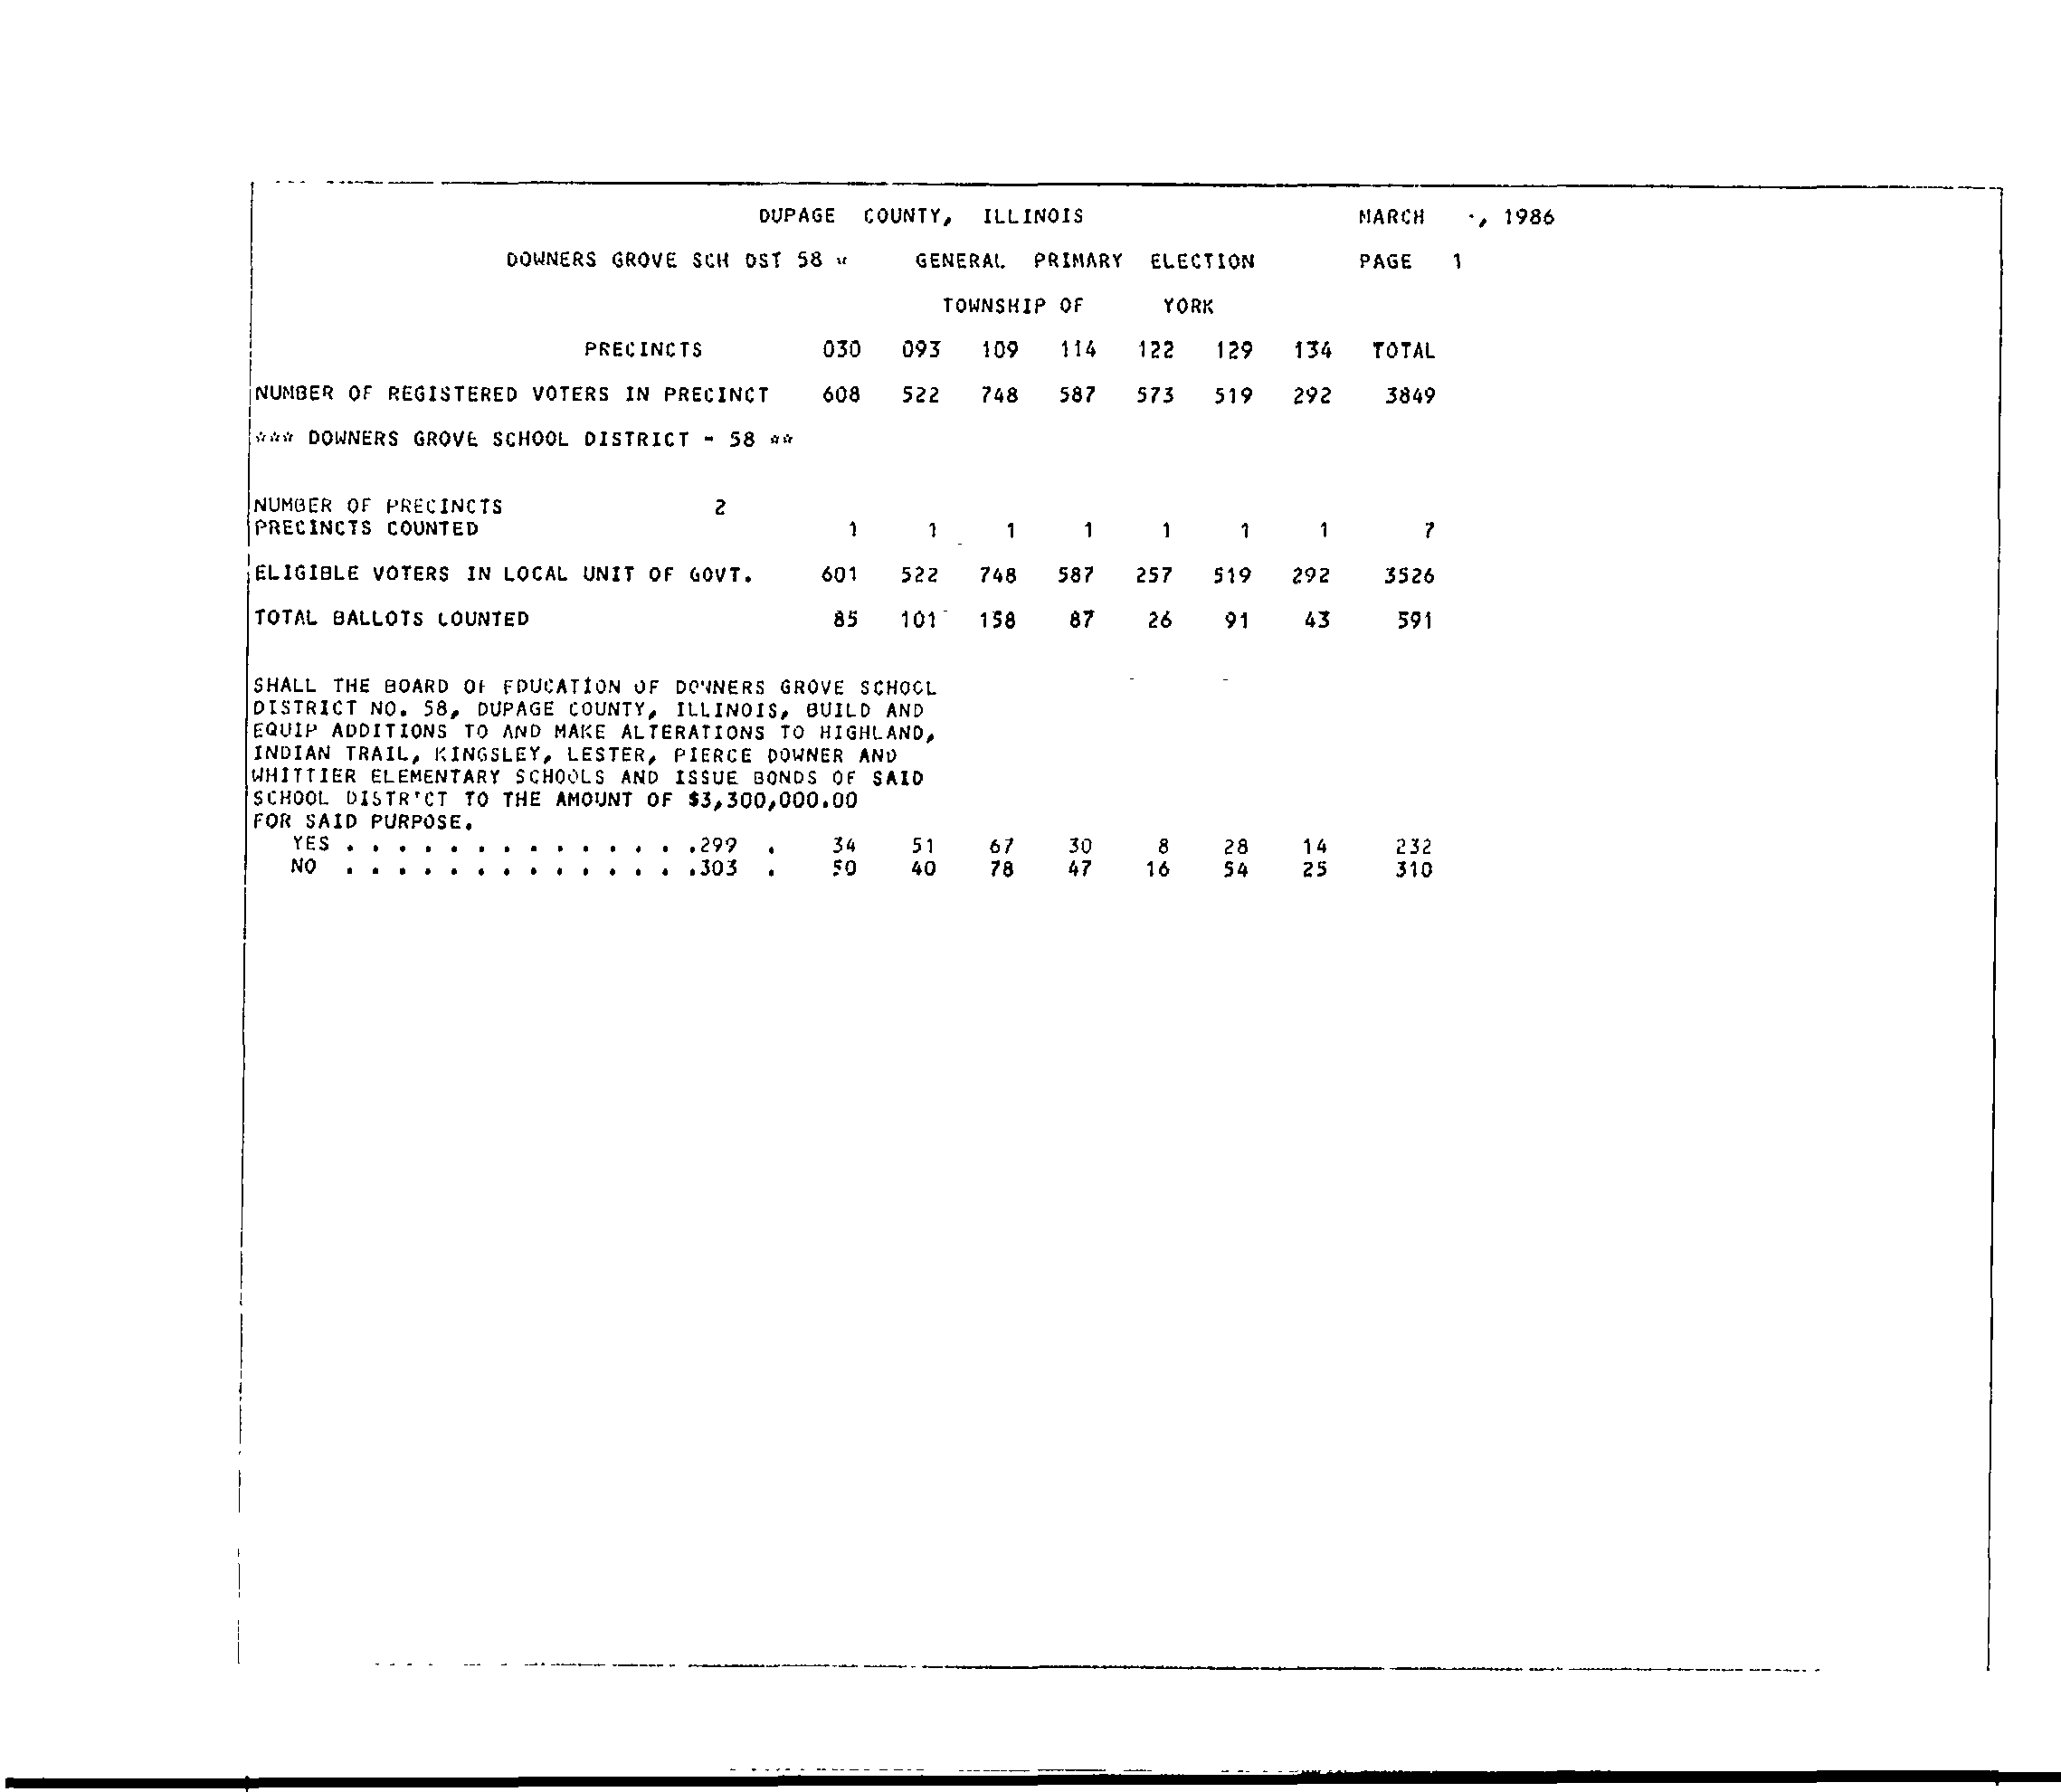 DUPAGE COUNTY, ILLINOIS MARCH , 1986
DOWNERS GROVE SCH DST 58 * GENERAL PRIMARY ELECTION PAGE 1
TOWNSHIP OF YORK
PRECINCTS 030 093 109 114 122 129 134 TOTAL
NUMBER OF REGISTERED VOTERS IN PRECINCT 608 522 748 587 573 519 292 3849
*** DOWNERS GROVE SCHOOL DISTRICT - 58 **
NUMBER OF PRECINCTS 2
PRECINCTS COUNTED 1 1 1 1 1 1 1 7
ELIGIBLE VOTERS IN LOCAL UNIT OF GOVT. 601 522 748 587 257 519 292 3526
TOTAL BALLOTS COUNTED 85 101 158 87 26 91 43 591
SHALL THE BOARD OF EDUCATION OF DOWNERS GROVE SCHOOL
DISTRICT NO. 58, DUPAGE COUNTY, ILLINOIS, BUILD AND
EQUIP ADDITIONS TO AND MAKE ALTERATIONS TO HIGHLAND,
INDIAN TRAIL, KINGSLEY, LESTER, PIERCE DOWNER AND
WHITTIER ELEMENTARY SCHOOLS AND ISSUE BONDS OF SAID
SCHOOL DISTRICT TO THE AMOUNT OF $3,300,000.00
FOR SAID PURPOSE.
YES . . . . . . . . . . . . . .299 . 34 51 67 30 8 28 14 232
NO . . . . . . . . . . . . . .303 . 50 40 78 47 16 54 25 310